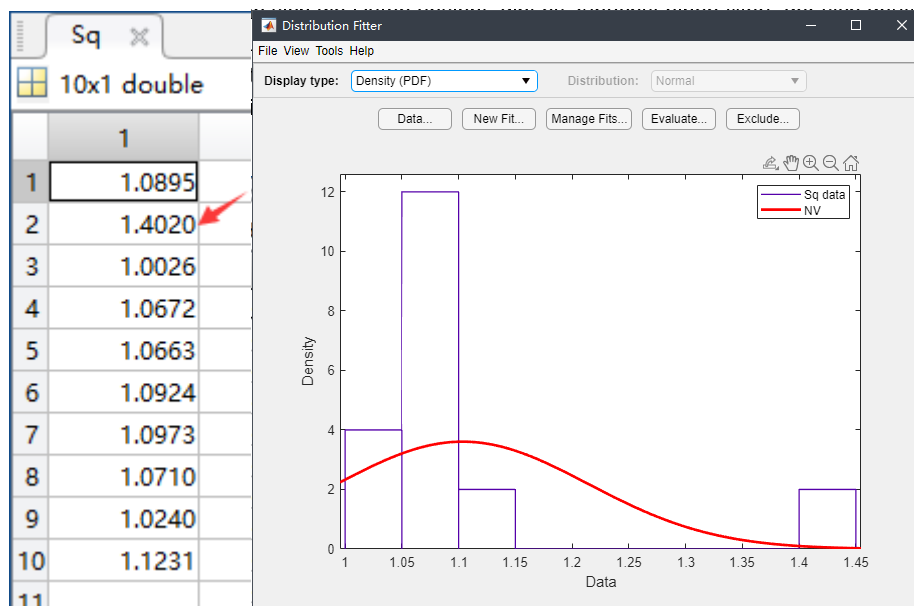 Sq
10x1 double
1
1 1.0895
2 1.4020
3 1.0026
4 1.0672
5 1.0663
6 1.0924
7 1.0973
8 1.0710
9 1.0240
10 1.1231
11
Distribution Fitter
File View Tools Help
Display type: Density (PDF) Distribution: Normal
Data... New Fit... Manage Fits... Evaluate... Exclude...
Sq data
NV
12
10
8
6
4
2
0
Density
1 1.05 1.1 1.15 1.2 1.25 1.3 1.35 1.4 1.45
Data